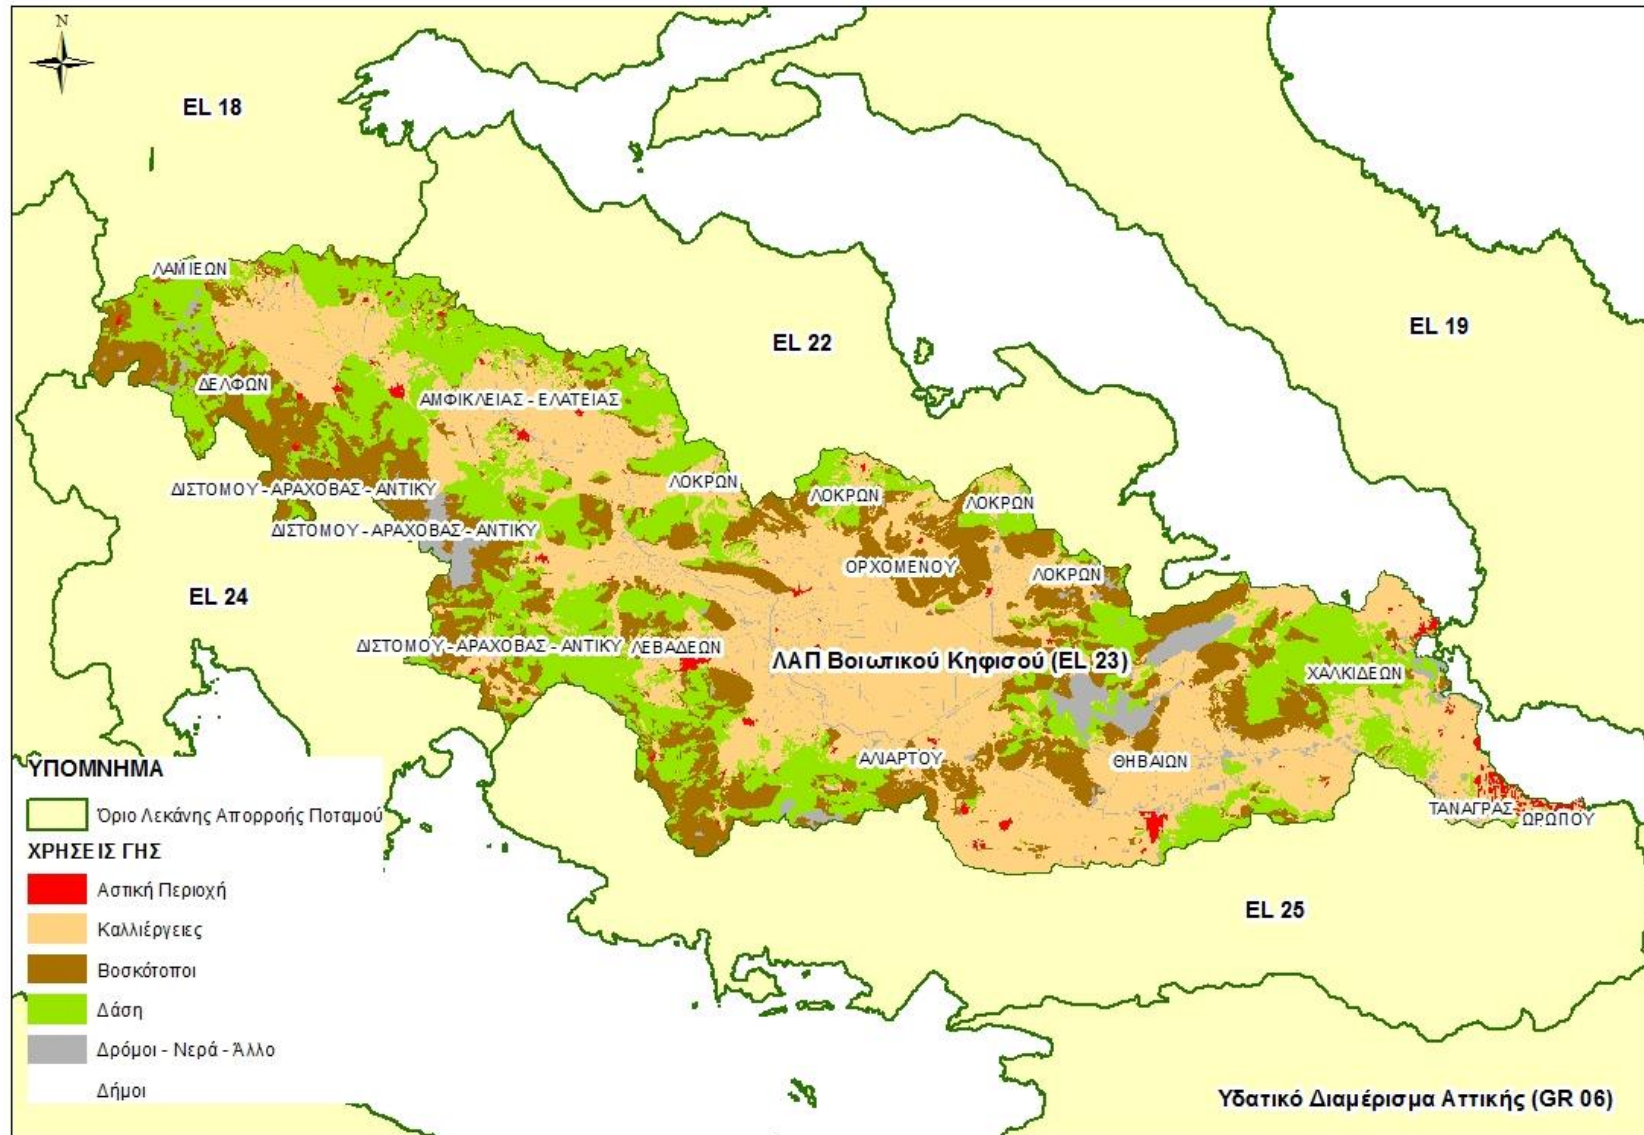 N
EL 18
ΛΑΜΙΕΩΝ
EL 19
EL 22
ΔΕΛΦΩΝ
ΑΜΦΙΚΛΕΙΑΣ - ΕΛΑΤΕΙΑΣ
ΛΟΚΡΩΝ
ΔΙΣΤΟΜΟΥ - ΑΡΑΧΟΒΑΣ - ΑΝΤΙΚΥ
ΛΟΚΡΩΝ
ΛΟΚΡΩΝ
ΔΙΣΤΟΜΟΥ - ΑΡΑΧΟΒΑΣ - ΑΝΤΙΚΥ
ΟΡΧΟΜΕΝΟΥ
ΛΟΚΡΩΝ
EL 24
ΔΙΣΤΟΜΟΥ - ΑΡΑΧΟΒΑΣ - ΑΝΤΙΚΥ
ΛΕΒΑΔΕΩΝ
ΛΑΠ Βοιωτικού Κηφισού (EL 23)
ΧΑΛΚΙΔΕΩΝ
ΑΛΙΑΡΤΟΥ
ΘΗΒΑΙΩΝ
ΤΑΝΑΓΡΑΣ
ΩΡΩΠΟΥ
EL 25
ΥΠΟΜΝΗΜΑ
Όριο Λεκάνης Απορροής Ποταμού
ΧΡΗΣΕΙΣ ΓΗΣ
Αστική Περιοχή
Καλλιέργειες
Βοσκότοποι
Δάση
Δρόμοι - Νερά - Άλλο
Δήμοι
Υδατικό Διαμέρισμα Αττικής (GR 06)